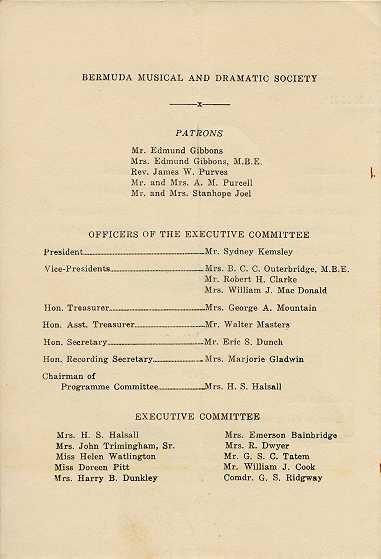 BERMUDA MUSICAL AND DRAMATIC SOCIETY
x
PATRONS
Mr. Edmund Gibbons
Mrs. Edmund Gibbons, M.B.E.
Rev. James W. Purves
Mr. and Mrs. A. M. Purcell
Mr. and Mrs. Stanhope Joel
OFFICERS OF THE EXECUTIVE COMMITTEE
President Mr. Sydney Kemsley
Vice-Presidents Mrs. B. C. C. Outerbridge, M.B.E.
Mr. Robert H. Clarke
Mrs. William J. Mac Donald
Hon. Treasurer Mrs. George A. Mountain
Hon. Asst. Treasurer Mr. Walter Masters
Hon. Secretary Mr. Eric S. Dunch
Hon. Recording Secretary Mrs. Marjorie Gladwin
Chairman of
Programme Committee Mrs. H. S. Halsall
EXECUTIVE COMMITTEE
Mrs. H. S. Halsall
Mrs. John Trimingham, Sr.
Miss Helen Watlington
Miss Doreen Pitt
Mrs. Harry B. Dunkley
Mrs. Emerson Bainbridge
Mrs. R. Dwyer
Mr. G. S. C. Tatem
Mr. William J. Cook
Comdr. G. S. Ridgway